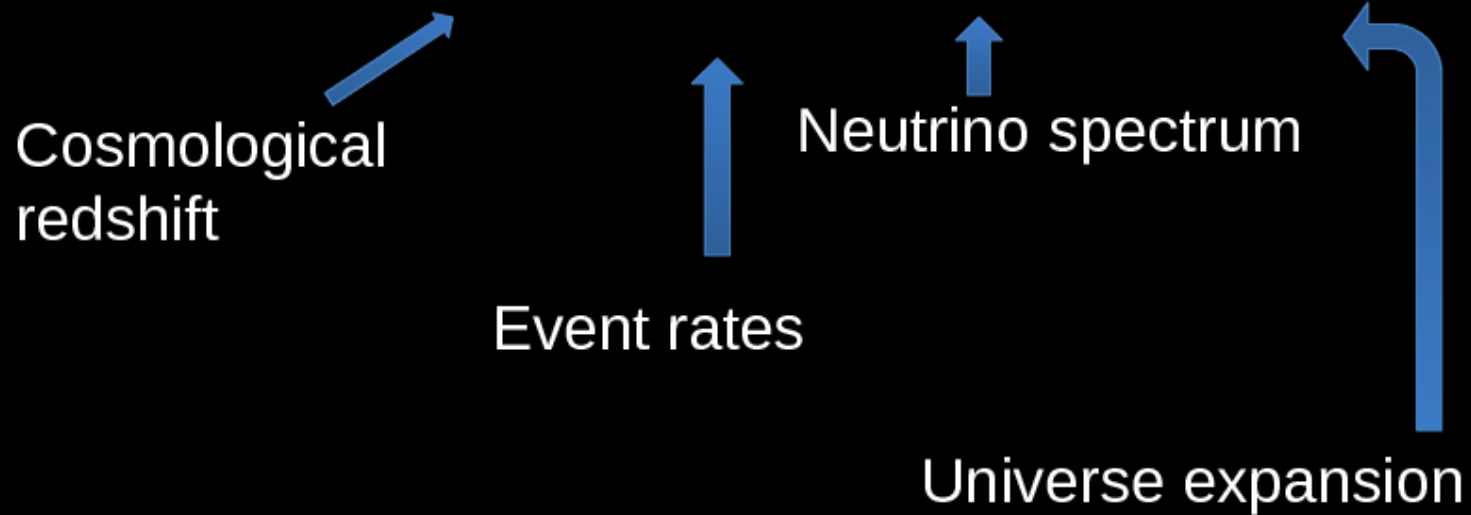 Cosmological
redshift
Neutrino spectrum
Event rates
Universe expansion